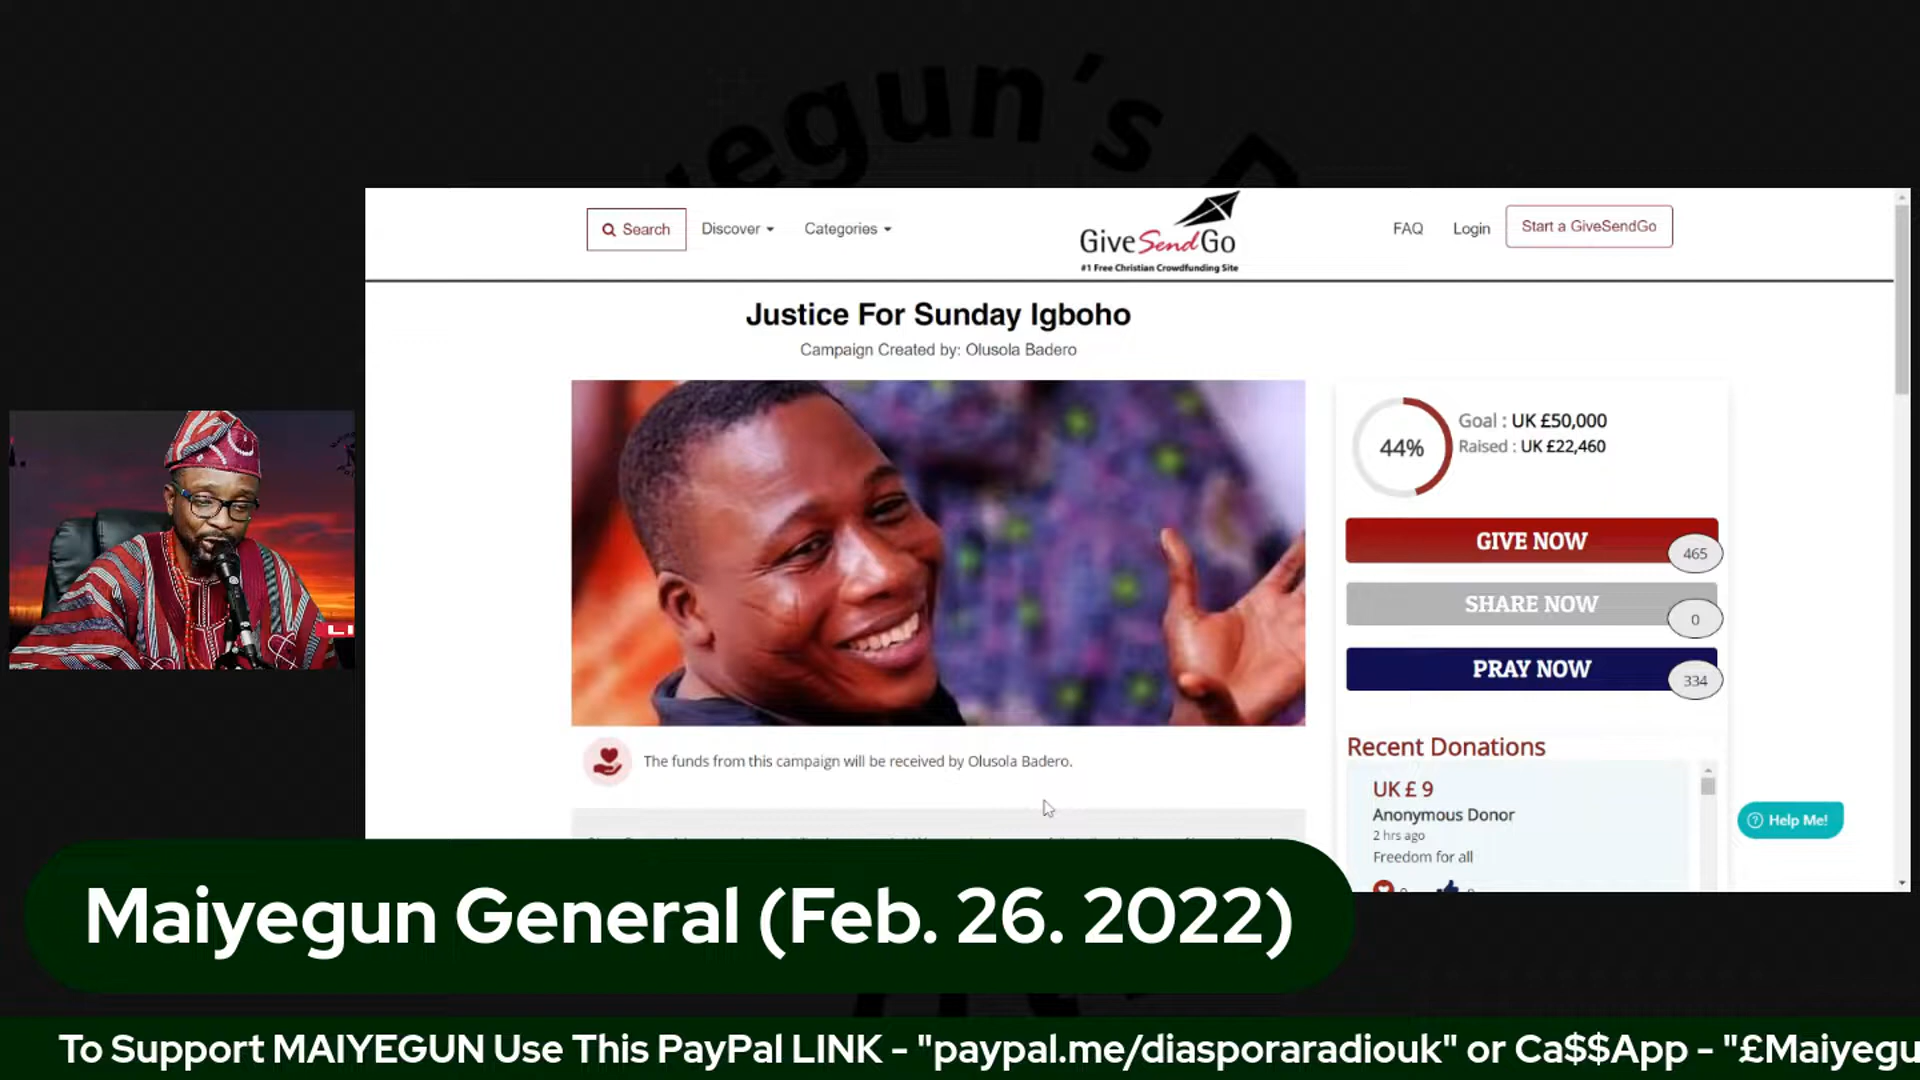 egun's D
Search
Discover
Categories
GiveSendGo
#1 Free Christian Crowdfunding Site
FAQ
Login
Start a GiveSendGo
Justice For Sunday Igboho
Campaign Created by: Olusola Badero
44%
Goal : UK £50,000
Raised : UK £22,460
GIVE NOW
465
SHARE NOW
0
PRAY NOW
334
The funds from this campaign will be received by Olusola Badero.
Recent Donations
UK £ 9
Anonymous Donor
2 hrs ago
Freedom for all
Help Me!
LI
Maiyegun General (Feb. 26. 2022)
To Support MAIYEGUN Use This PayPal LINK - "paypal.me/diasporaradiouk" or Ca$$App - "£Maiyegu